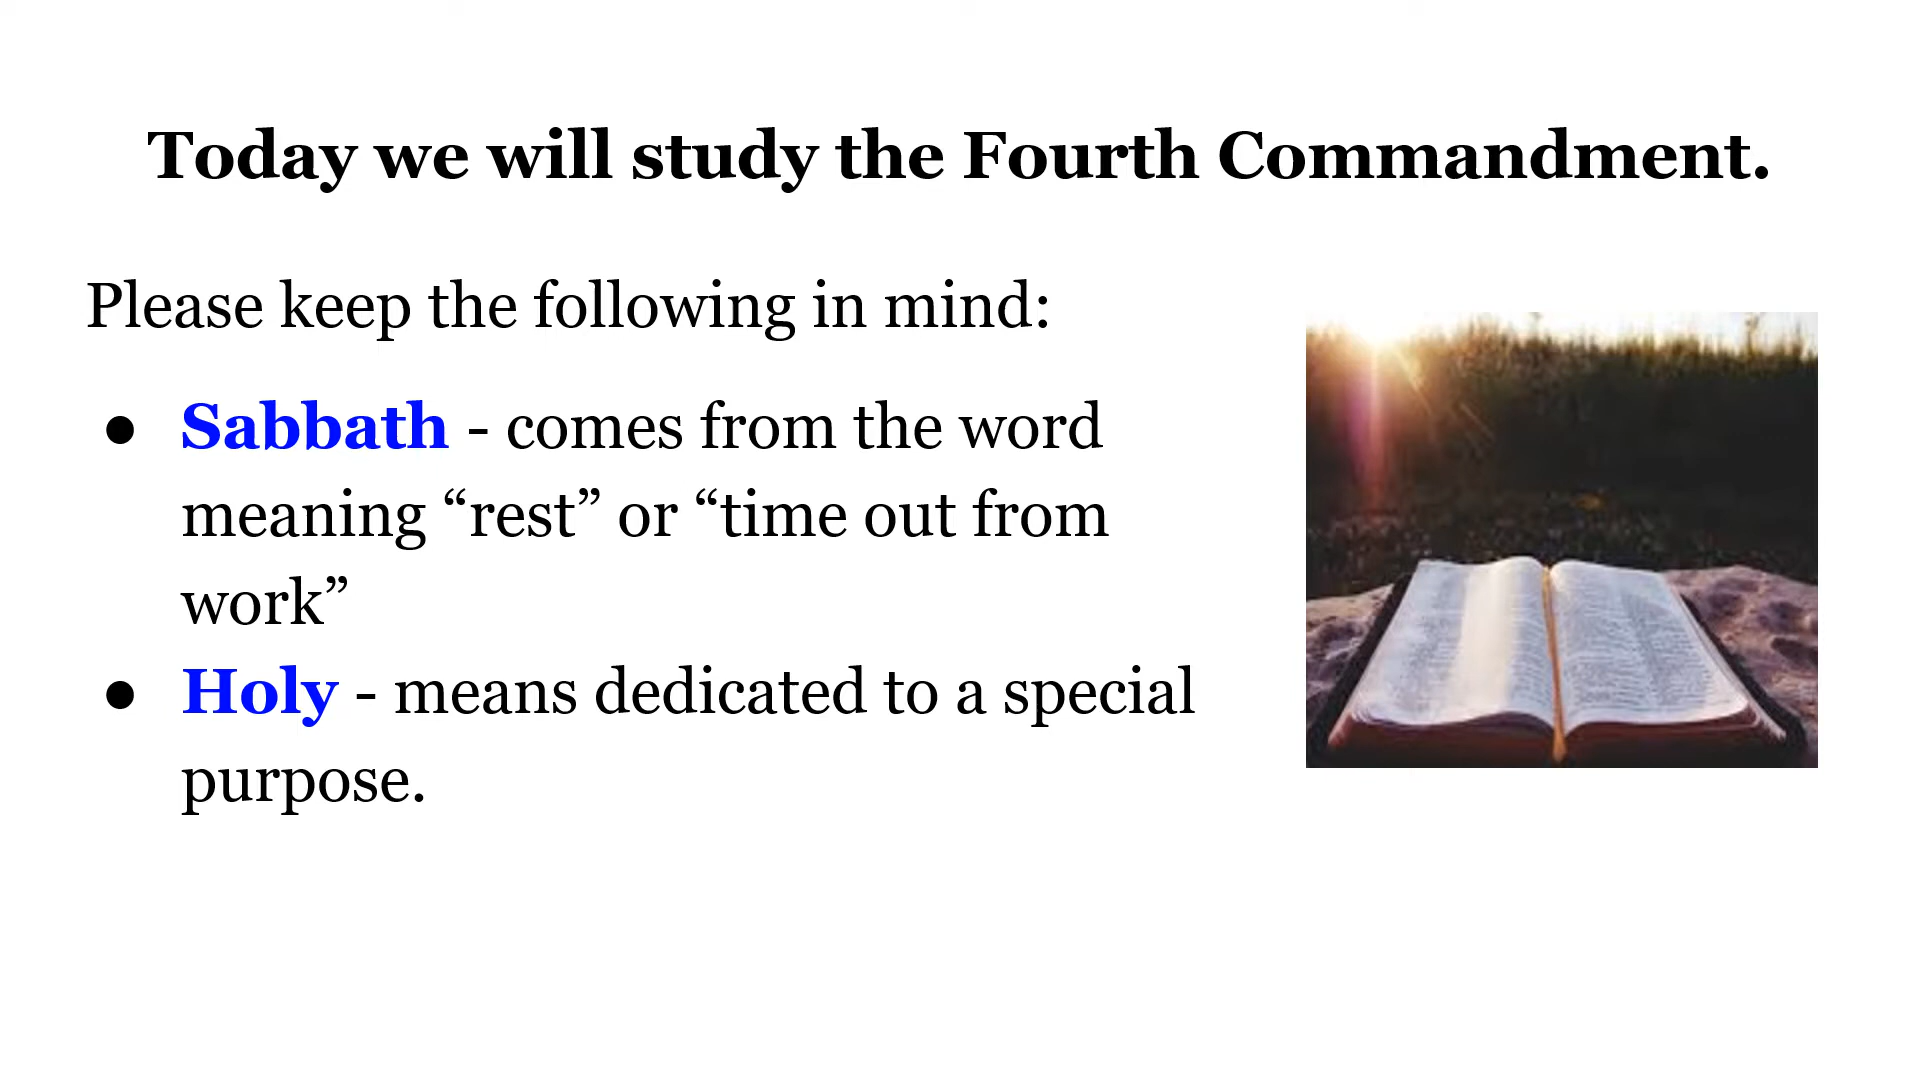 Today we will study the Fourth Commandment.
Please keep the following in mind:
● Sabbath - comes from the word
meaning “rest” or “time out from
work”
● Holy - means dedicated to a special
purpose.